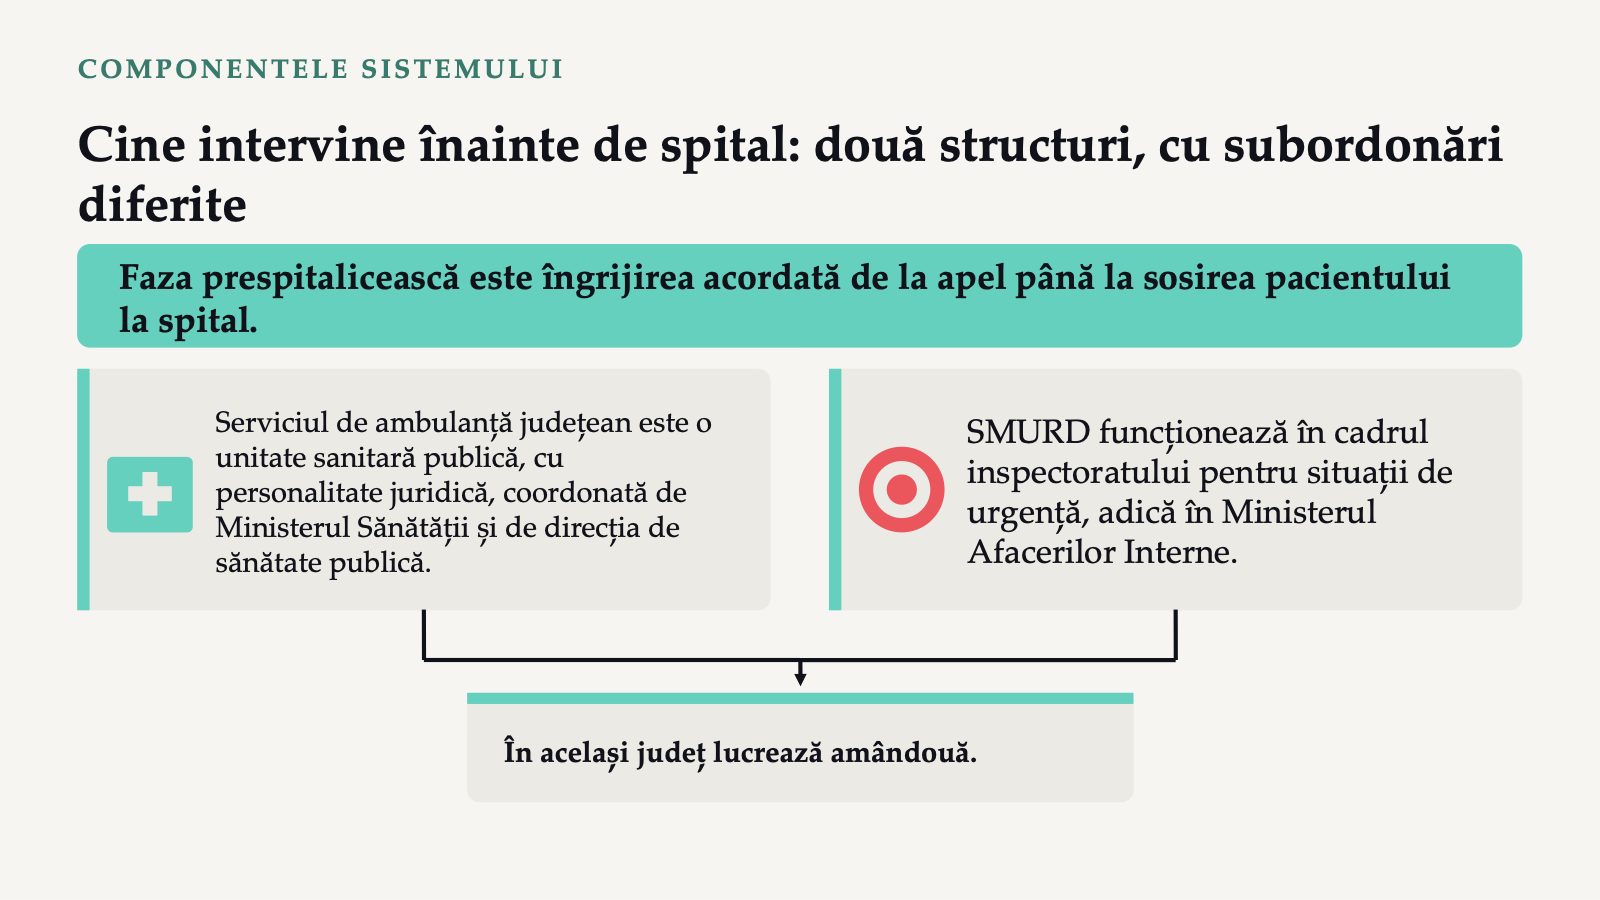 COMPONENTELE SISTEMULUI
Cine intervine înainte de spital: două structuri, cu subordonări
diferite
Faza prespitalicească este îngrijirea acordată de la apel până la sosirea pacientului
la spital.
Serviciul de ambulanță județean este o
unitate sanitară publică, cu
personalitate juridică, coordonată de
Ministerul Sănătății și de direcția de
sănătate publică.
SMURD funcționează în cadrul
inspectoratului pentru situații de
urgență, adică în Ministerul
Afacerilor Interne.
În același județ lucrează amândouă.